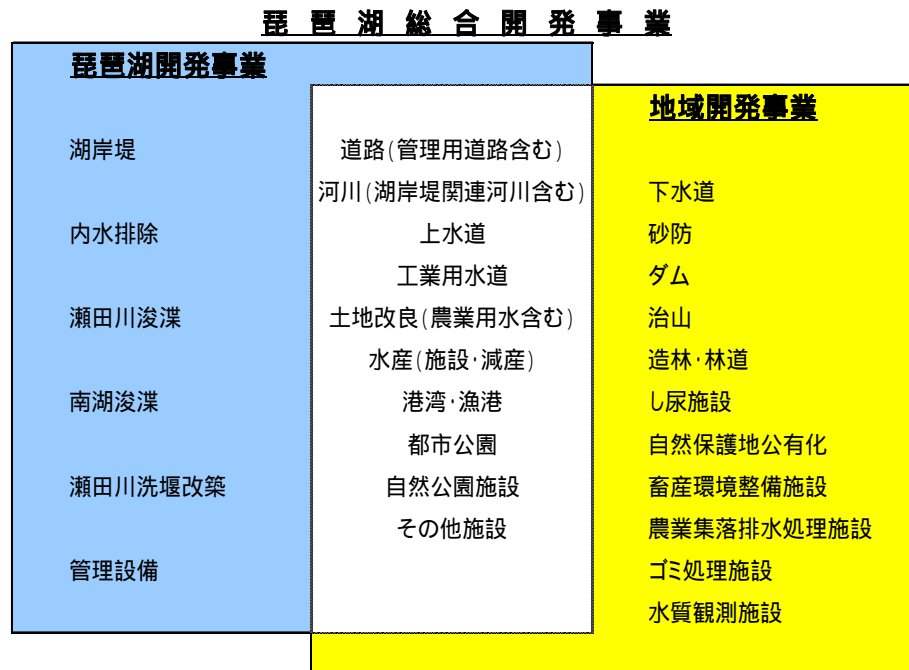 琵琶湖総合開発事業
琵琶湖開発事業
湖岸堤
内水排除
瀬田川浚渫
南湖浚渫
瀬田川洗堰改築
管理設備
道路(管理用道路含む)
河川(湖岸堤関連河川含む)
上水道
工業用水道
土地改良(農業用水含む)
水産(施設・減産)
港湾・漁港
都市公園
自然公園施設
その他施設
地域開発事業
下水道
砂防
ダム
治山
造林・林道
し尿施設
自然保護地公有化
畜産環境整備施設
農業集落排水処理施設
ゴミ処理施設
水質観測施設